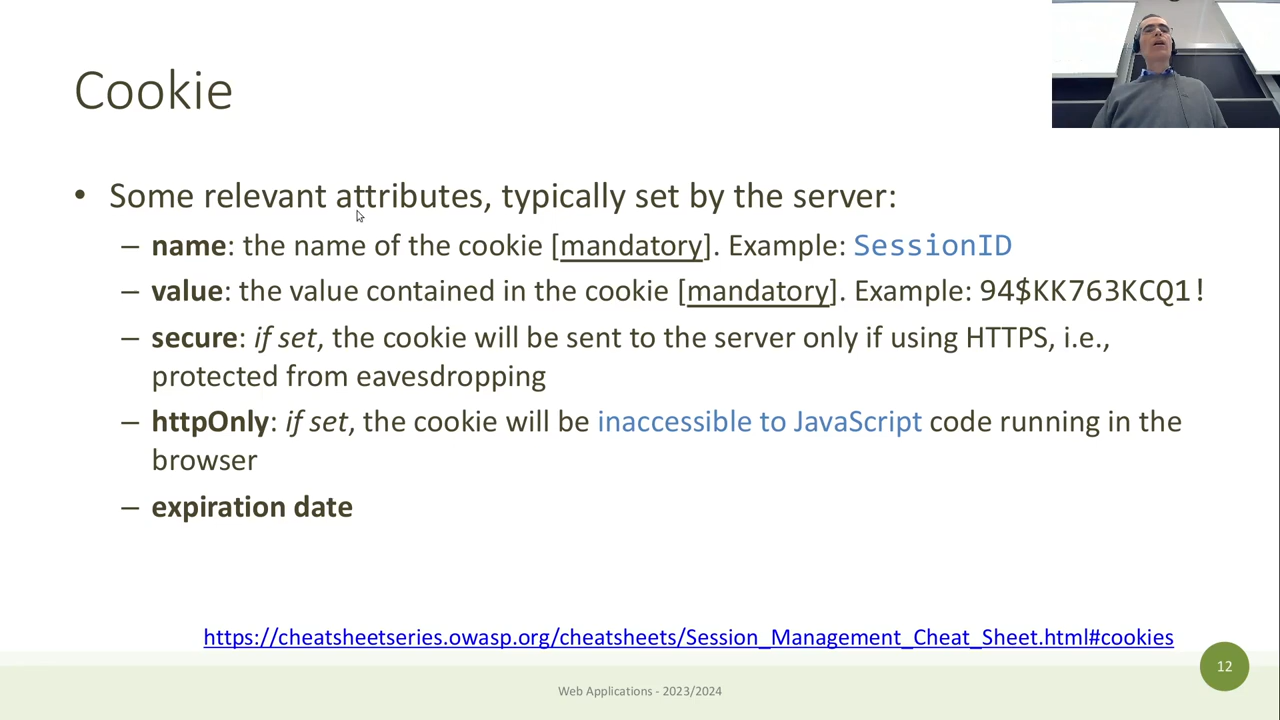 Cookie
• Some relevant attributes, typically set by the server:
– name: the name of the cookie [mandatory]. Example: SessionID
– value: the value contained in the cookie [mandatory]. Example: 94$KK763KCQ1!
– secure: if set, the cookie will be sent to the server only if using HTTPS, i.e.,
protected from eavesdropping
– httpOnly: if set, the cookie will be inaccessible to JavaScript code running in the
browser
– expiration date
https://cheatsheetseries.owasp.org/cheatsheets/Session_Management_Cheat_Sheet.html#cookies
12
Web Applications - 2023/2024